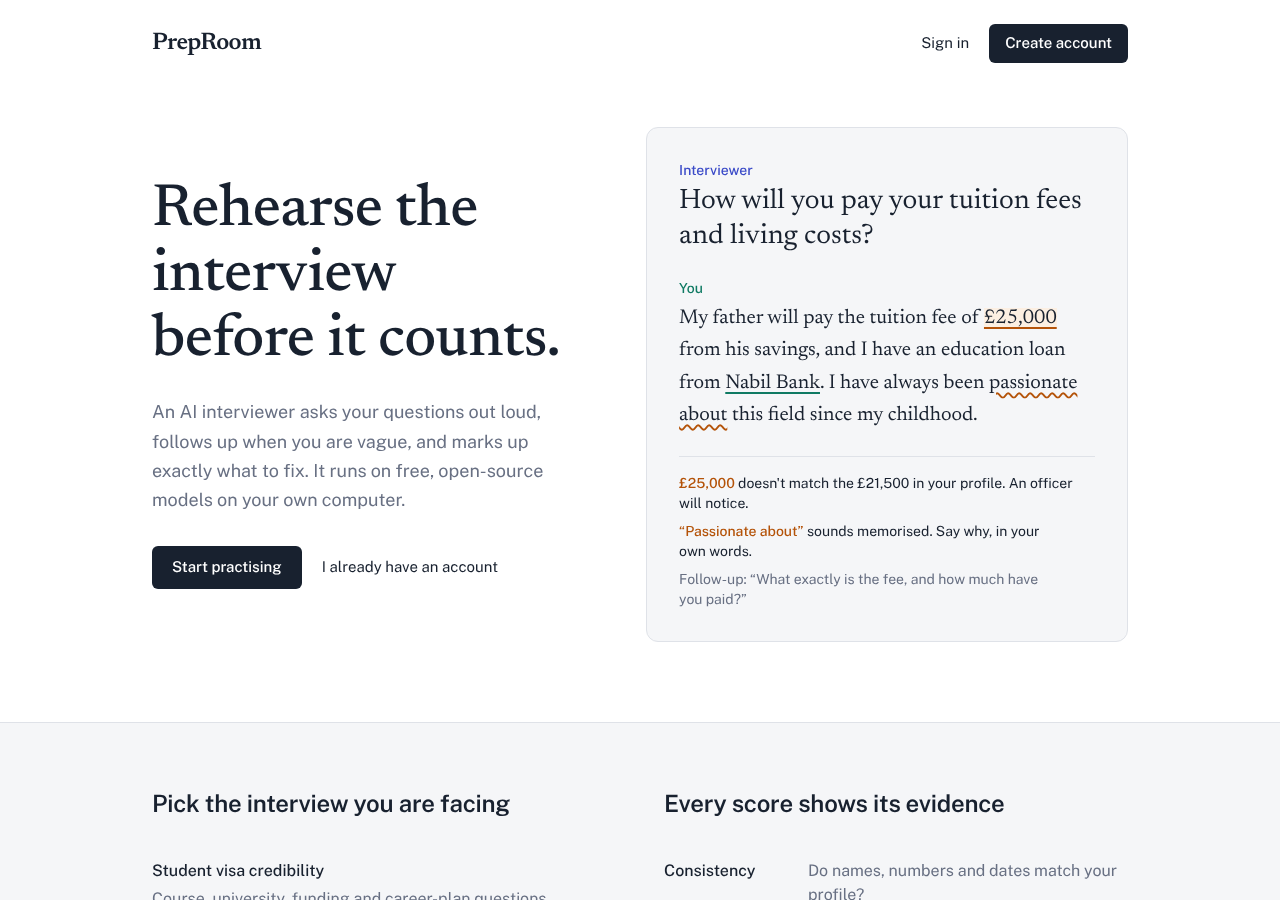 PrepRoom
Sign in
Create account
Rehearse the
interview
before it counts.
An AI interviewer asks your questions out loud,
follows up when you are vague, and marks up
exactly what to fix. It runs on free, open-source
models on your own computer.
Start practising
I already have an account
Interviewer
How will you pay your tuition fees
and living costs?
You
My father will pay the tuition fee of £25,000
from his savings, and I have an education loan
from Nabil Bank. I have always been passionate
about this field since my childhood.
£25,000 doesn't match the £21,500 in your profile. An officer
will notice.
“Passionate about” sounds memorised. Say why, in your
own words.
Follow-up: “What exactly is the fee, and how much have
you paid?”
Pick the interview you are facing
Student visa credibility
Course, university, funding and career-plan questions
Every score shows its evidence
Consistency
Do names, numbers and dates match your
profile?